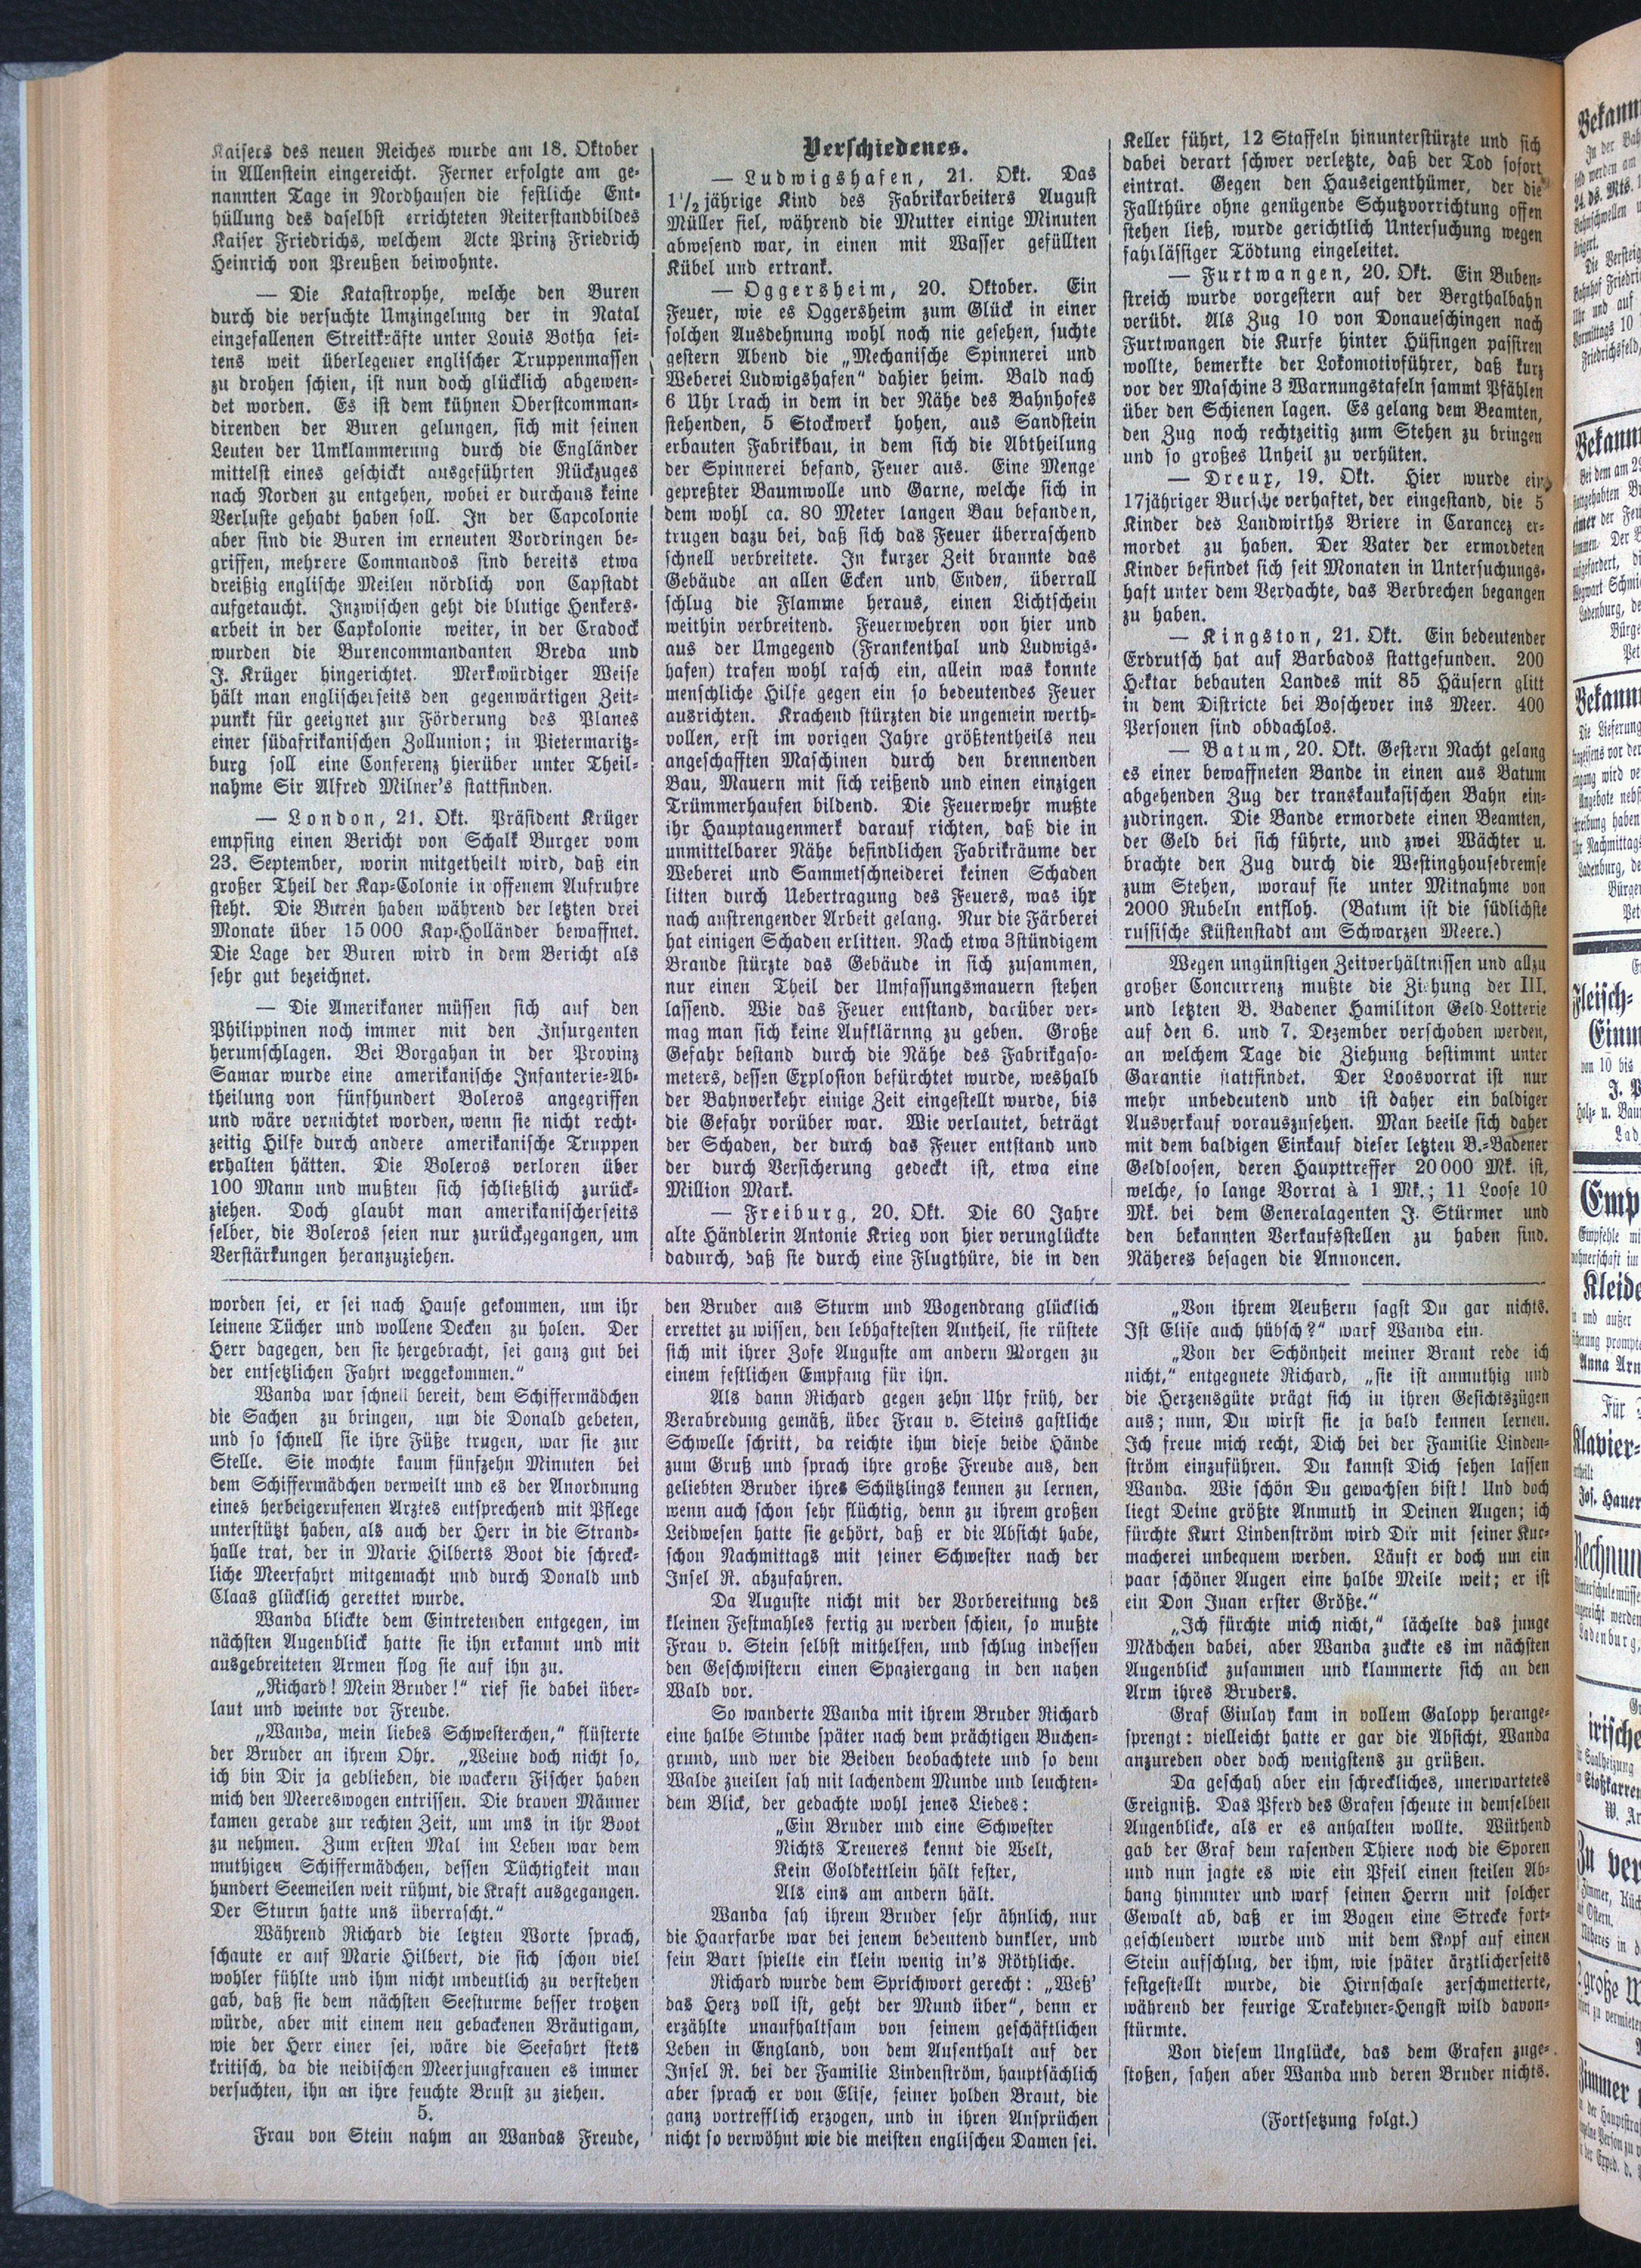 Kaisers des neuen Reiches wurde am 18. Oktober
in Allenstein eingereicht. Ferner erfolgte am ge-
nannten Tage in Nordhausen die festliche Ent-
hüllung des daselbst errichteten Reiterstandbildes
Kaiser Friedrichs, welchem Acte Prinz Friedrich
Heinrich von Preußen beiwohnte.
— Die Katastrophe, welche den Buren
durch die versuchte Umzingelung der in Natal
eingefallenen Streitkräfte unter Louis Botha sei-
tens weit überlegener englischer Truppenmassen
zu drohen schien, ist nun doch glücklich abgewen-
det worden. Es ist dem kühnen Oberstcomman-
direnden der Buren gelungen, sich mit seinen
Leuten der Umklammerung durch die Engländer
mittelst eines geschickt ausgeführten Rückzuges
nach Norden zu entgehen, wobei er durchaus keine
Verluste gehabt haben soll. In der Capcolonie
aber sind die Buren im erneuten Vordringen be-
griffen, mehrere Commandos sind bereits etwa
dreißig englische Meilen nördlich von Capstadt
aufgetaucht. Inzwischen geht die blutige Henkers-
arbeit in der Capkolonie weiter, in der Cradock
wurden die Burencommandanten Breda und
J. Krüger hingerichtet. Merkwürdiger Weise
hält man englischerseits den gegenwärtigen Zeit-
punkt für geeignet zur Förderung des Planes
einer südafrikanischen Zollunion; in Pietermaritz-
burg soll eine Conferenz hierüber unter Theil-
nahme Sir Alfred Milner's stattfinden.
— London, 21. Okt. Präsident Krüger
empfing einen Bericht von Schalk Burger vom
23. September, worin mitgetheilt wird, daß ein
großer Theil der Kap-Colonie in offenem Aufruhre
steht. Die Buren haben während der letzten drei
Monate über 15 000 Kap-Holländer bewaffnet.
Die Lage der Buren wird in dem Bericht als
sehr gut bezeichnet.
— Die Amerikaner müssen sich auf den
Philippinen noch immer mit den Insurgenten
herumschlagen. Bei Borgahan in der Provinz
Samar wurde eine amerikanische Infanterie-Ab-
theilung von fünfhundert Boleros angegriffen
und wäre vernichtet worden, wenn sie nicht recht-
zeitig Hilfe durch andere amerikanische Truppen
erhalten hätten. Die Boleros verloren über
100 Mann und mußten sich schließlich zurück-
ziehen. Doch glaubt man amerikanischerseits
selber, die Boleros seien nur zurückgegangen, um
Verstärkungen heranzuziehen.
Verschiedenes.
— Ludwigshafen, 21. Okt. Das
1 1/2 jährige Kind des Fabrikarbeiters August
Müller fiel, während die Mutter einige Minuten
abwesend war, in einen mit Wasser gefüllten
Kübel und ertrank.
— Oggersheim, 20. Oktober. Ein
Feuer, wie es Oggersheim zum Glück in einer
solchen Ausdehnung wohl noch nie gesehen, suchte
gestern Abend die „Mechanische Spinnerei und
Weberei Ludwigshafen“ dahier heim. Bald nach
6 Uhr brach in dem in der Nähe des Bahnhofes
stehenden, 5 Stockwerk hohen, aus Sandstein
erbauten Fabrikbau, in dem sich die Abtheilung
der Spinnerei befand, Feuer aus. Eine Menge
gepreßter Baumwolle und Garne, welche sich in
dem wohl ca. 80 Meter langen Bau befanden,
trugen dazu bei, daß sich das Feuer überraschend
schnell verbreitete. In kurzer Zeit brannte das
Gebäude an allen Ecken und Enden, überall
schlug die Flamme heraus, einen Lichtschein
weithin verbreitend. Feuerwehren von hier und
aus der Umgegend (Frankenthal und Ludwigs-
hafen) trafen wohl rasch ein, allein was konnte
menschliche Hilfe gegen ein so bedeutendes Feuer
ausrichten. Krachend stürzten die ungemein werth-
vollen, erst im vorigen Jahre größtentheils neu
angeschafften Maschinen durch den brennenden
Bau, Mauern mit sich reißend und einen einzigen
Trümmerhaufen bildend. Die Feuerwehr mußte
ihr Hauptaugenmerk darauf richten, daß die in
unmittelbarer Nähe befindlichen Fabrikräume der
Weberei und Sammetschneiderei keinen Schaden
litten durch Uebertragung des Feuers, was ihr
nach anstrengender Arbeit gelang. Nur die Färberei
hat einigen Schaden erlitten. Nach etwa 3stündigem
Brande stürzte das Gebäude in sich zusammen,
nur einen Theil der Umfassungsmauern stehen
lassend. Wie das Feuer entstand, darüber ver-
mag man sich keine Aufklärnng zu geben. Große
Gefahr bestand durch die Nähe des Fabrikgaso-
meters, dessen Explosion befürchtet wurde, weshalb
der Bahnverkehr einige Zeit eingestellt wurde, bis
die Gefahr vorüber war. Wie verlautet, beträgt
der Schaden, der durch das Feuer entstand und
der durch Versicherung gedeckt ist, etwa eine
Million Mark.
— Freiburg, 20. Okt. Die 60 Jahre
alte Händlerin Antonie Krieg von hier verunglückte
dadurch, daß sie durch eine Flugthüre, die in den
Keller führt, 12 Staffeln hinunterstürzte und sich
dabei derart schwer verletzte, daß der Tod sofort
eintrat. Gegen den Hauseigenthümer, der die
Fallthüre ohne genügende Schutzvorrichtung offen
stehen ließ, wurde gerichtlich Untersuchung wegen
fahrlässiger Tödtung eingeleitet.
— Furtwangen, 20. Okt. Ein Buben-
streich wurde vorgestern auf der Bergthalbahn
verübt. Als Zug 10 von Donaueschingen nach
Furtwangen die Kurfe hinter Hüfingen passiren
wollte, bemerkte der Lokomotivführer, daß kurz
vor der Maschine 3 Warnungstafeln sammt Pfählen
über den Schienen lagen. Es gelang dem Beamten,
den Zug noch rechtzeitig zum Stehen zu bringen
und so großes Unheil zu verhüten.
— Dreux, 19. Okt. Hier wurde ein
17jähriger Bursche verhaftet, der eingestand, die 5
Kinder des Landwirths Briere in Carancez er-
mordet zu haben. Der Vater der ermordeten
Kinder befindet sich seit Monaten in Untersuchungs-
haft unter dem Verdachte, das Verbrechen begangen
zu haben.
— Kingston, 21. Okt. Ein bedeutender
Erdrutsch hat auf Barbados stattgefunden. 200
Hektar bebauten Landes mit 85 Häusern glitt
in dem Districte bei Boschever ins Meer. 400
Personen sind obdachlos.
— Batum, 20. Okt. Gestern Nacht gelang
es einer bewaffneten Bande in einen aus Batum
abgehenden Zug der transkaukasischen Bahn ein-
zudringen. Die Bande ermordete einen Beamten,
der Geld bei sich führte, und zwei Wächter u.
brachte den Zug durch die Westinghousebremse
zum Stehen, worauf sie unter Mitnahme von
2000 Rubeln entfloh. (Batum ist die südlichste
russische Küstenstadt am Schwarzen Meere.)
Wegen ungünstigen Zeitverhältnissen und allzu
großer Concurrenz mußte die Ziehung der III.
und letzten B. Badener Hamiliton Geld-Lotterie
auf den 6. und 7. Dezember verschoben werden,
an welchem Tage die Ziehung bestimmt unter
Garantie stattfindet. Der Loosvorrat ist nur
mehr unbedeutend und ist daher ein baldiger
Ausverkauf vorauszusehen. Man beeile sich daher
mit dem baldigen Einkauf dieser letzten B.-Badener
Geldloosen, deren Haupttreffer 20 000 Mk. ist,
welche, so lange Vorrat à 1 Mk.; 11 Loose 10
Mk. bei dem Generalagenten J. Stürmer und
den bekannten Verkaufsstellen zu haben sind.
Näheres besagen die Annoncen.
worden sei, er sei nach Hause gekommen, um ihr
leinene Tücher und wollene Decken zu holen. Der
Herr dagegen, den sie hergebracht, sei ganz gut bei
der entsetzlichen Fahrt weggekommen.“
Wanda war schnell bereit, dem Schiffermädchen
die Sachen zu bringen, um die Donald gebeten,
und so schnell sie ihre Füße trugen, war sie zur
Stelle. Sie mochte kaum fünfzehn Minuten bei
dem Schiffermädchen verweilt und es der Anordnung
eines herbeigerufenen Arztes entsprechend mit Pflege
unterstützt haben, als auch der Herr in die Strand-
halle trat, der in Marie Hilberts Boot die schreck-
liche Meerfahrt mitgemacht und durch Donald und
Claas glücklich gerettet wurde.
Wanda blickte dem Eintretenden entgegen, im
nächsten Augenblick hatte sie ihn erkannt und mit
ausgebreiteten Armen flog sie auf ihn zu.
„Richard! Mein Bruder!“ rief sie dabei über-
laut und weinte vor Freude.
„Wanda, mein liebes Schwesterchen,“ flüsterte
der Bruder an ihrem Ohr. „Weine doch nicht so,
ich bin Dir ja geblieben, die wackern Fischer haben
mich den Meereswogen entrissen. Die braven Männer
kamen gerade zur rechten Zeit, um uns in ihr Boot
zu nehmen. Zum ersten Mal im Leben war dem
muthigen Schiffermädchen, dessen Tüchtigkeit man
hundert Seemeilen weit rühmt, die Kraft ausgegangen.
Der Sturm hatte uns überrascht.“
Während Richard die letzten Worte sprach,
schaute er auf Marie Hilbert, die sich schon viel
wohler fühlte und ihm nicht undeutlich zu verstehen
gab, daß sie dem nächsten Seesturme besser trotzen
würde, aber mit einem neu gebackenen Bräutigam,
wie der Herr einer sei, wäre die Seefahrt stets
kritisch, da die neidischen Meerjungfrauen es immer
versuchten, ihn an ihre feuchte Brust zu ziehen.
5.
Frau von Stein nahm an Wandas Freude,
den Bruder aus Sturm und Wogendrang glücklich
errettet zu wissen, den lebhaftesten Antheil, sie rüstete
sich mit ihrer Zofe Auguste am andern Morgen zu
einem festlichen Empfang für ihn.
Als dann Richard gegen zehn Uhr früh, der
Verabredung gemäß, über Frau v. Steins gastliche
Schwelle schritt, da reichte ihm diese beide Hände
zum Gruß und sprach ihre große Freude aus, den
geliebten Bruder ihres Schützlings kennen zu lernen,
wenn auch schon sehr flüchtig, denn zu ihrem großen
Leidwesen hatte sie gehört, daß er die Absicht habe,
schon Nachmittags mit seiner Schwester nach der
Insel R. abzufahren.
Da Auguste nicht mit der Vorbereitung des
kleinen Festmahles fertig zu werden schien, so mußte
Frau v. Stein selbst mithelfen, und schlug indessen
den Geschwistern einen Spaziergang in den nahen
Wald vor.
So wanderte Wanda mit ihrem Bruder Richard
eine halbe Stunde später nach dem prächtigen Buchen-
grund, und wer die Beiden beobachtete und so dem
Walde zueilen sah mit lachendem Munde und leuchten-
dem Blick, der gedachte wohl jenes Liedes:
„Ein Bruder und eine Schwester
Nichts Treueres kennt die Welt,
Kein Goldkettlein hält fester,
Als eins am andern hält.
Wanda sah ihrem Bruder sehr ähnlich, nur
die Haarfarbe war bei jenem bedeutend dunkler, und
sein Bart spielte ein klein wenig in's Röthliche.
Richard wurde dem Sprichwort gerecht: „Weß'
das Herz voll ist, geht der Mund über“, denn er
erzählte unaufhaltsam von seinem geschäftlichen
Leben in England, von dem Aufenthalt auf der
Insel R. bei der Familie Lindenström, hauptsächlich
aber sprach er von Elise, seiner holden Braut, die
ganz vortrefflich erzogen, und in ihren Ansprüchen
nicht so verwöhnt wie die meisten englischen Damen sei.
„Von ihrem Aeußern sagst Du gar nichts.
Ist Elise auch hübsch?“ warf Wanda ein.
„Von der Schönheit meiner Braut rede ich
nicht,“ entgegnete Richard, „sie ist anmuthig und
die Herzensgüte prägt sich in ihren Gesichtszügen
aus; nun, Du wirst sie ja bald kennen lernen.
Ich freue mich recht, Dich bei der Familie Linden-
ström einzuführen. Du kannst Dich sehen lassen
Wanda. Wie schön Du gewachsen bist! Und doch
liegt Deine größte Anmuth in Deinen Augen; ich
fürchte Kurt Lindenström wird Dir mit seiner Kur-
macherei unbequem werden. Läuft er doch um ein
paar schöner Augen eine halbe Meile weit; er ist
ein Don Juan erster Größe.“
„Ich fürchte mich nicht,“ lächelte das junge
Mädchen dabei, aber Wanda zuckte es im nächsten
Augenblick zusammen und klammerte sich an den
Arm ihres Bruders.
Graf Giulay kam in vollem Galopp herange-
sprengt: vielleicht hatte er gar die Absicht, Wanda
anzureden oder doch wenigstens zu grüßen.
Da geschah aber ein schreckliches, unerwartetes
Ereigniß. Das Pferd des Grafen scheute in demselben
Augenblicke, als er es anhalten wollte. Wüthend
gab der Graf dem rasenden Thiere noch die Sporen
und nun jagte es wie ein Pfeil einen steilen Ab-
bang hinunter und warf seinen Herrn mit solcher
Gewalt ab, daß er im Bogen eine Strecke fort-
geschleudert wurde und mit dem Kopf auf einen
Stein aufschlug, der ihm, wie später ärztlicherseits
festgestellt wurde, die Hirnschale zerschmetterte,
während der feurige Trakehner-Hengst wild davon-
stürmte.
Von diesem Unglücke, das dem Grafen zuge-
stoßen, sahen aber Wanda und deren Bruder nichts.
(Fortsetzung folgt.)